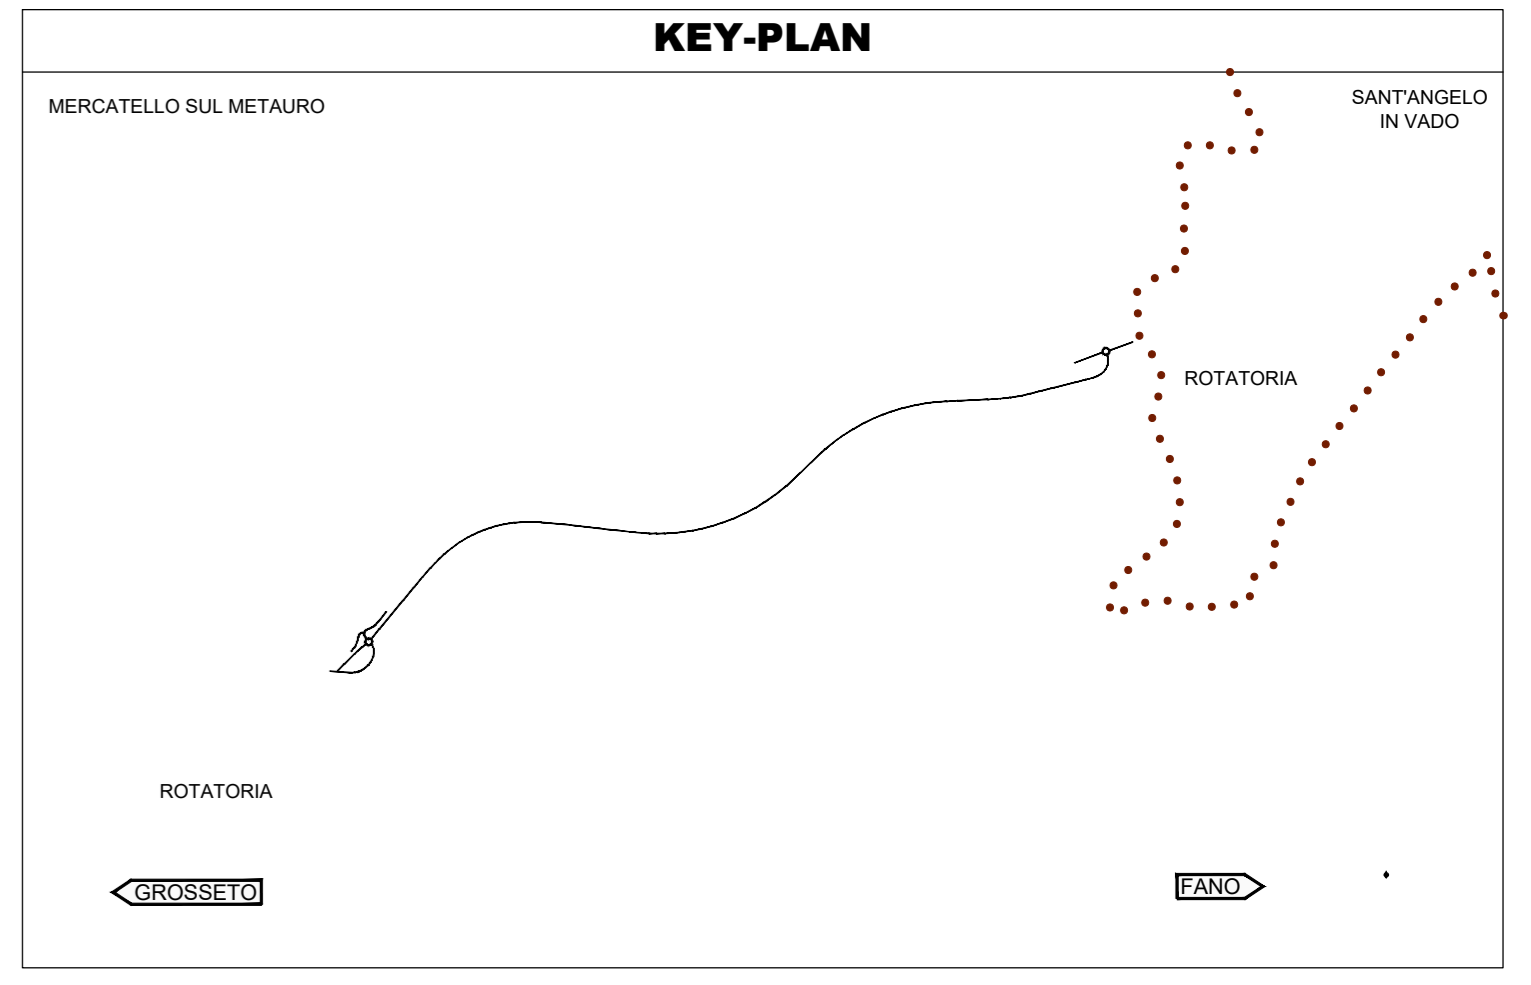 KEY-PLAN
MERCATELLO SUL METAURO
SANT'ANGELO
IN VADO
ROTATORIA
ROTATORIA
GROSSETO
FANO